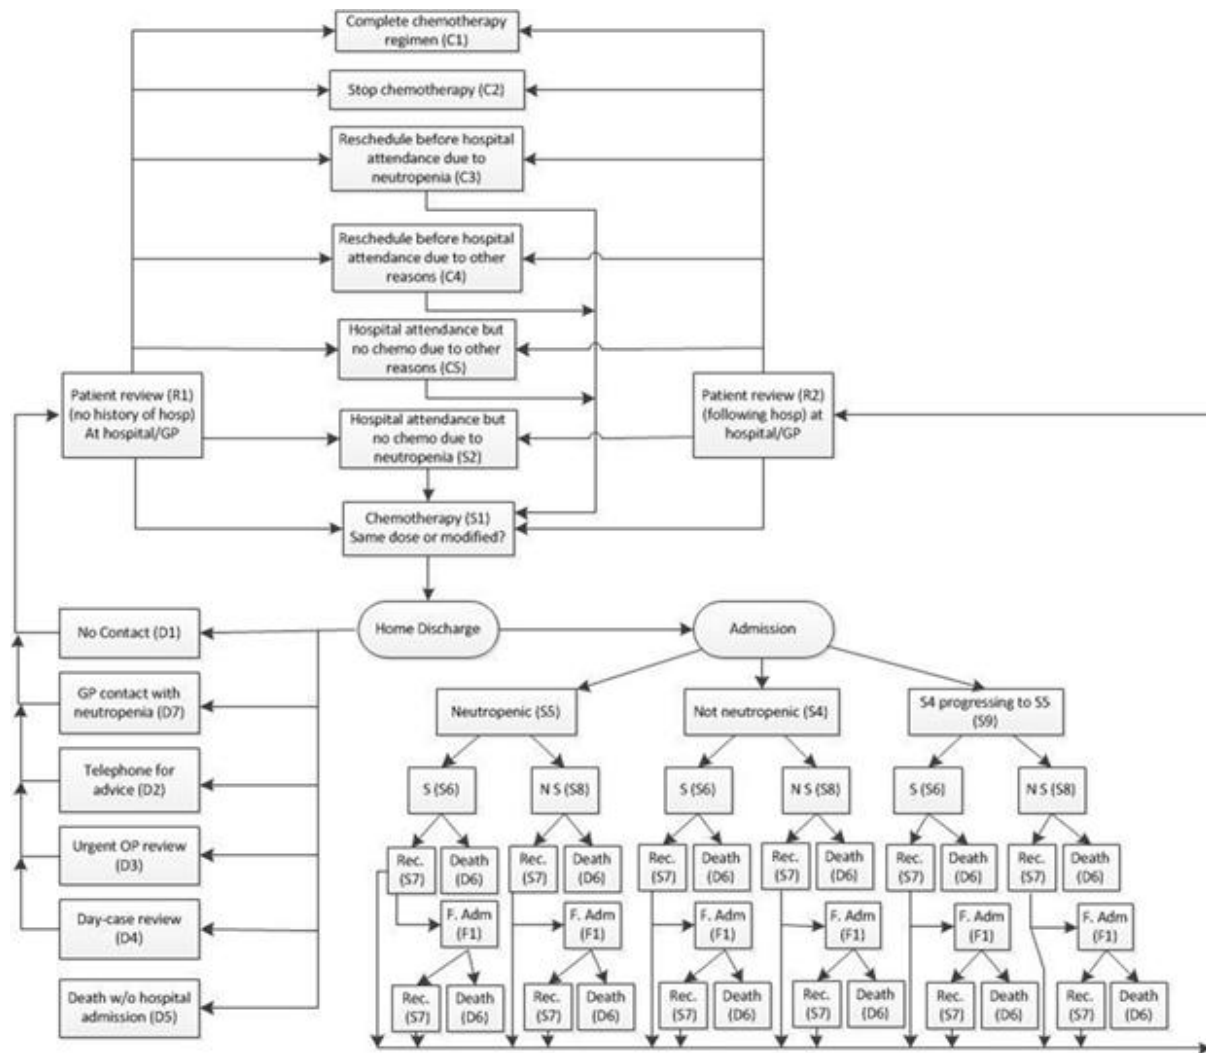 Complete chemotherapy
regimen (C1)
Stop chemotherapy (C2)
Reschedule before hospital
attendance due to
neutropenia (C3)
Reschedule before hospital
attendance due to other
reasons (C4)
Hospital attendance but
no chemo due to other
reasons (C5)
Patient review (R1)
(no history of hosp)
At hospital/GP
Hospital attendance but
no chemo due to
neutropenia (S2)
Patient review (R2)
(following hosp) at
hospital/GP
Chemotherapy (S1)
Same dose or modified?
Home Discharge
Admission
No Contact (D1)
GP contact with
neutropenia (D7)
Telephone for
advice (D2)
Urgent OP review
(D3)
Day-case review
(D4)
Death w/o hospital
admission (D5)
Neutropenic (S5)
Not neutropenic (S4)
S4 progressing to S5
(S9)
S (S6)
N S (S8)
S (S6)
N S (S8)
S (S6)
N S (S8)
Rec.
(S7)
Death
(D6)
Rec.
(S7)
Death
(D6)
Rec.
(S7)
Death
(D6)
Rec.
(S7)
Death
(D6)
Rec.
(S7)
Death
(D6)
Rec.
(S7)
Death
(D6)
F. Adm
(F1)
F. Adm
(F1)
F. Adm
(F1)
F. Adm
(F1)
F. Adm
(F1)
F. Adm
(F1)
Rec.
(S7)
Death
(D6)
Rec.
(S7)
Death
(D6)
Rec.
(S7)
Death
(D6)
Rec.
(S7)
Death
(D6)
Rec.
(S7)
Death
(D6)
Rec.
(S7)
Death
(D6)